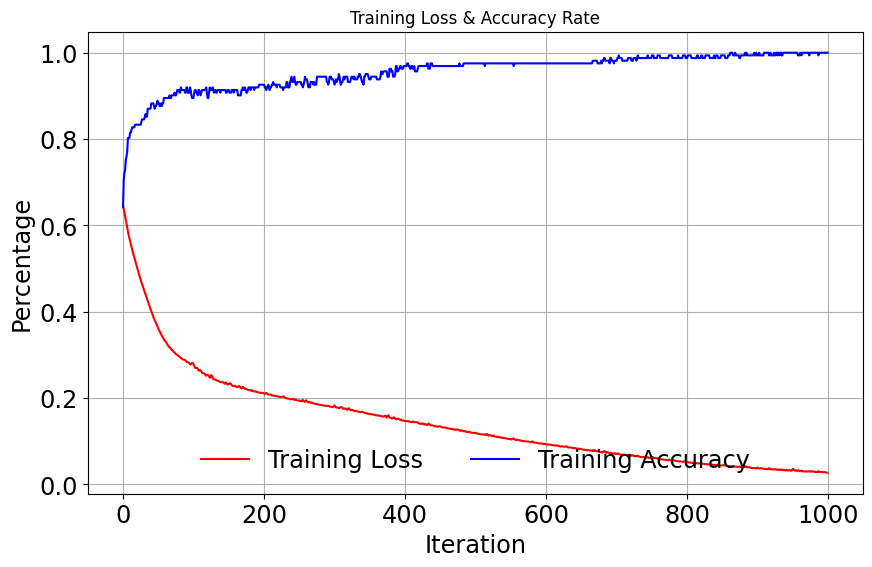 Training Loss & Accuracy Rate
1.0
0.8
0.6
0.4
0.2
0.0
Percentage
Training Loss
Training Accuracy
0 200 400 600 800 1000
Iteration